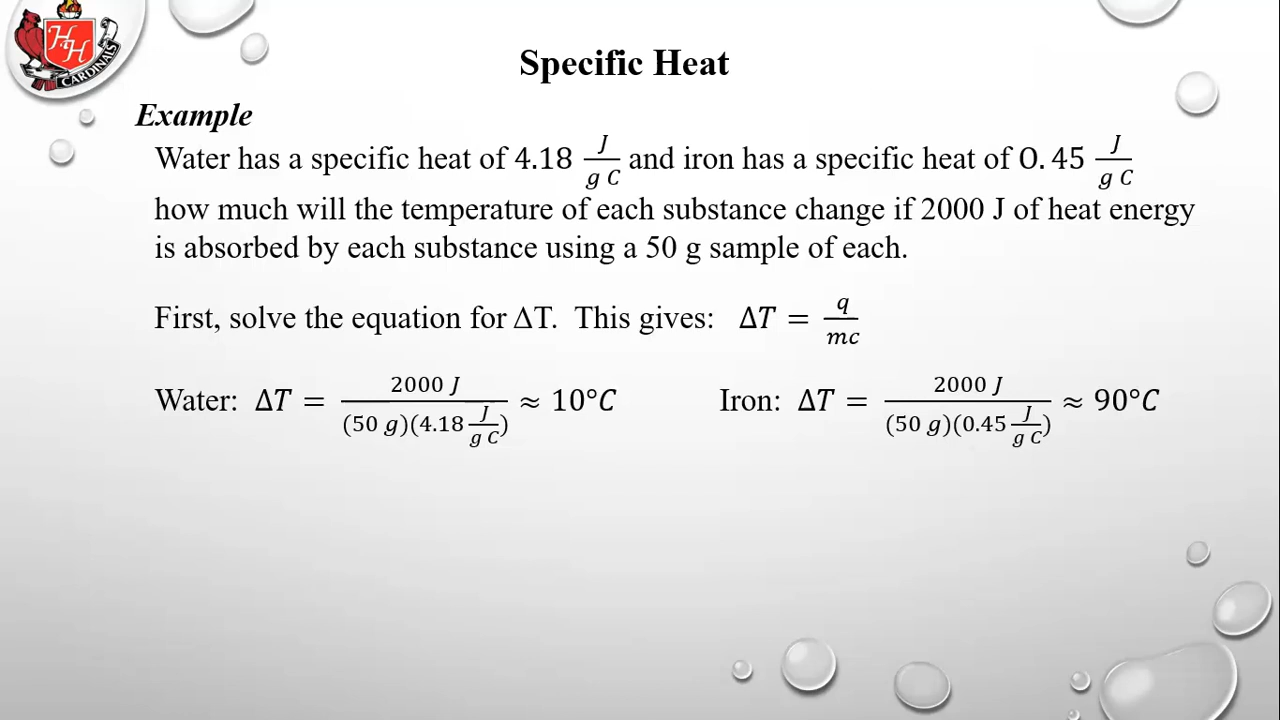 HH
CARDINALS
Specific Heat
Example
Water has a specific heat of 4.18 J/(g C) and iron has a specific heat of 0.45 J/(g C)
how much will the temperature of each substance change if 2000 J of heat energy
is absorbed by each substance using a 50 g sample of each.
First, solve the equation for ΔT. This gives: ΔT = q/(mc)
Water: ΔT = 2000 J/((50 g)(4.18 J/(g C))) ≈ 10°C Iron: ΔT = 2000 J/((50 g)(0.45 J/(g C))) ≈ 90°C